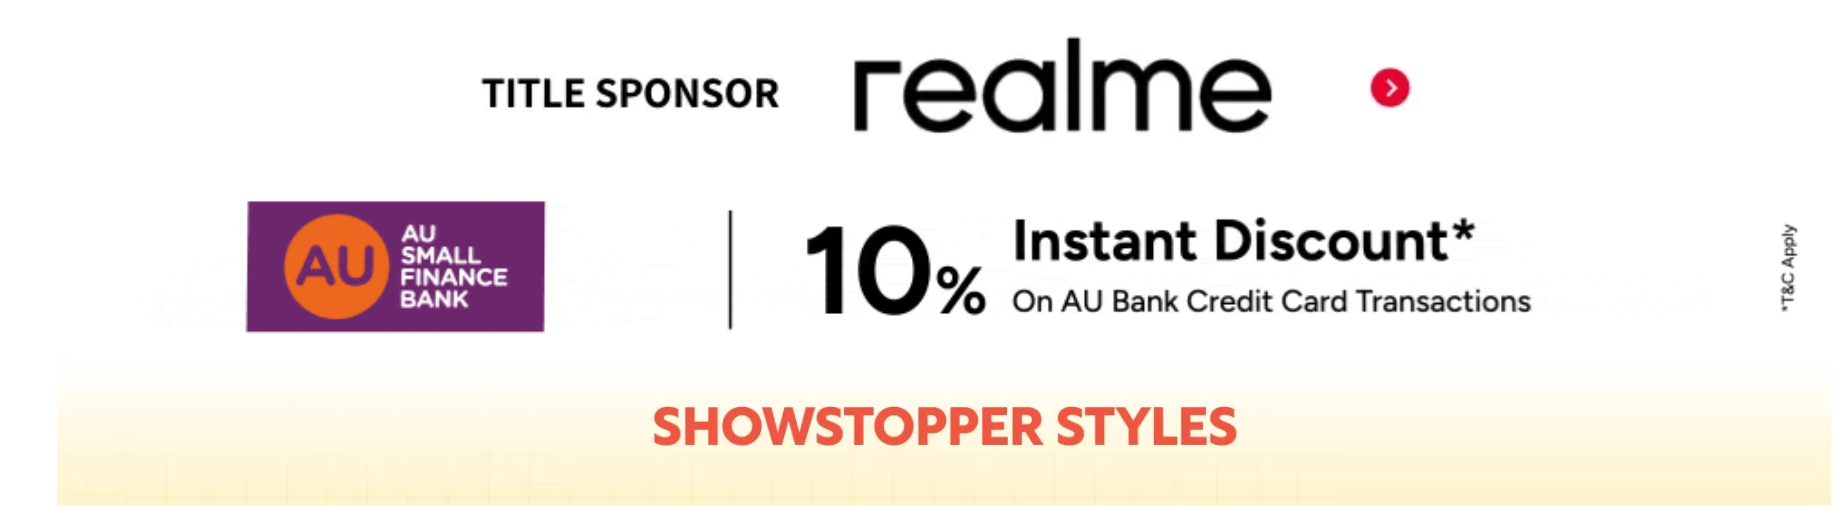 TITLE SPONSOR realme
AU
AU
SMALL
FINANCE
BANK
10%
Instant Discount*
On AU Bank Credit Card Transactions
*T&C Apply
SHOWSTOPPER STYLES